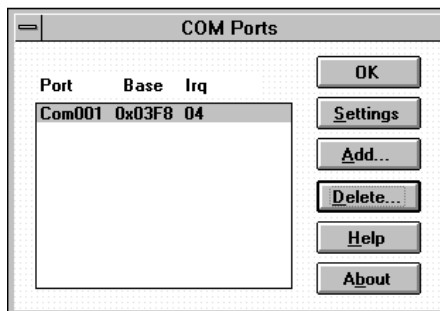 COM Ports
Port Base Irq
Com001 0x03F8 04
OK
Settings
Add...
Delete...
Help
About